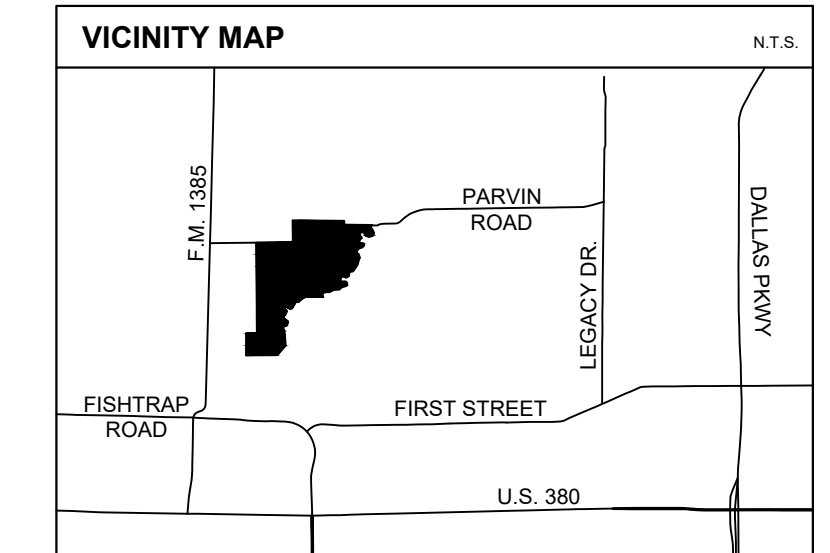 VICINITY MAP
N.T.S.
F.M. 1385
PARVIN
ROAD
DALLAS PKWY
LEGACY DR.
FISHTRAP
ROAD
FIRST STREET
U.S. 380